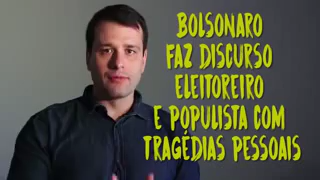 BOLSONARO
FAZ DISCURSO
ELEITOREIRO
E POPULISTA COM
TRAGÉDIAS PESSOAIS